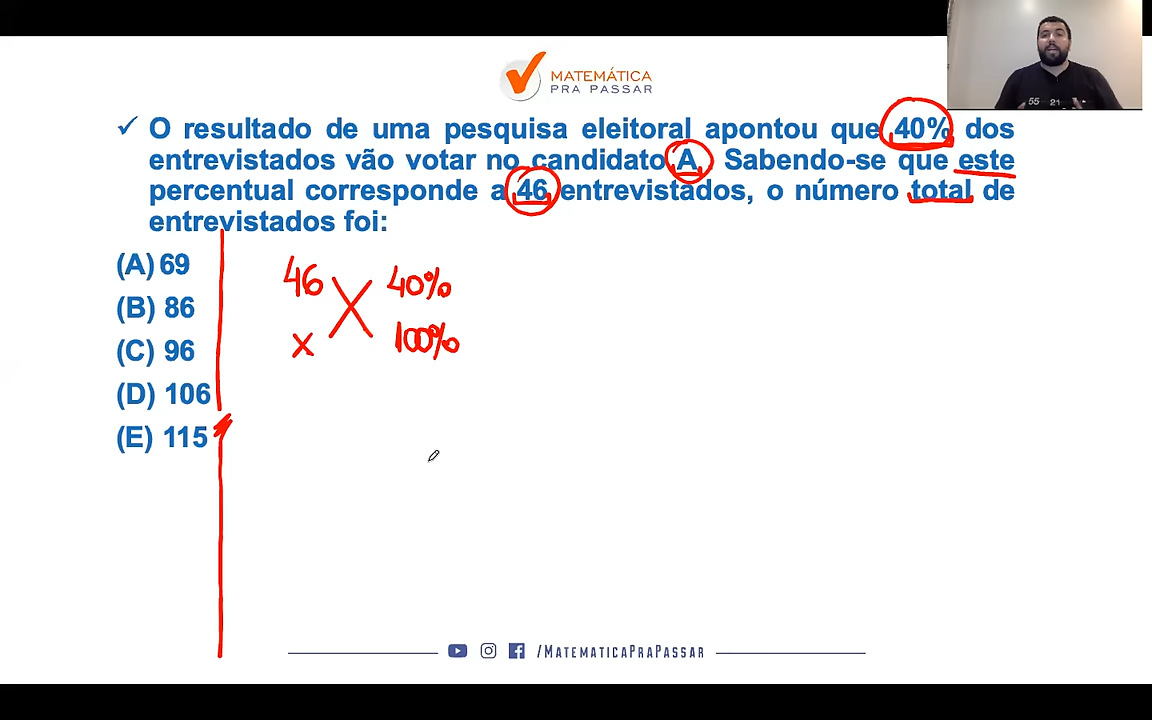 MATEMÁTICA
PRA PASSAR
✓ O resultado de uma pesquisa eleitoral apontou que 40% dos
entrevistados vão votar no candidato A. Sabendo-se que este
percentual corresponde a 46 entrevistados, o número total de
entrevistados foi:
(A) 69
(B) 86
(C) 96
(D) 106
(E) 115
46 40%
x 100%
/MATEMATICAPRAPASSAR
55 21